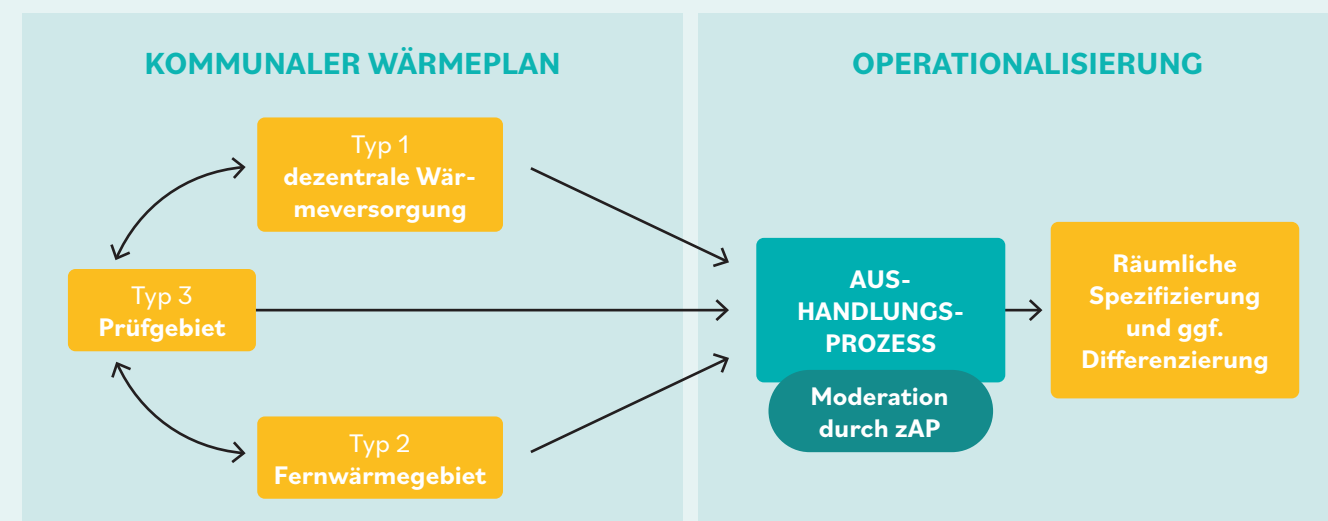 KOMMUNALER WÄRMEPLAN
Typ 1
dezentrale Wär-
meversorgung
Typ 3
Prüfgebiet
Typ 2
Fernwärmegebiet
OPERATIONALISIERUNG
AUS-
HANDLUNGS-
PROZESS
Moderation
durch zAP
Räumliche
Spezifizierung
und ggf.
Differenzierung